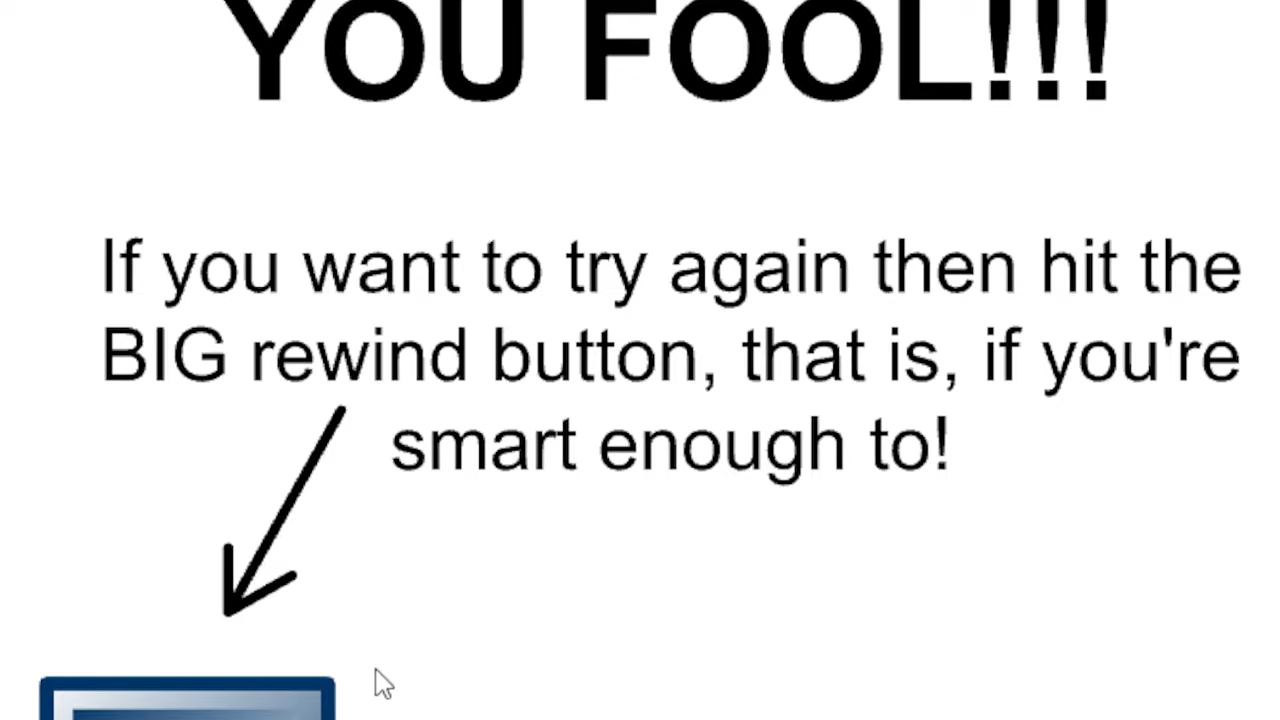 YOU FOOL!!!
If you want to try again then hit the
BIG rewind button, that is, if you're
smart enough to!